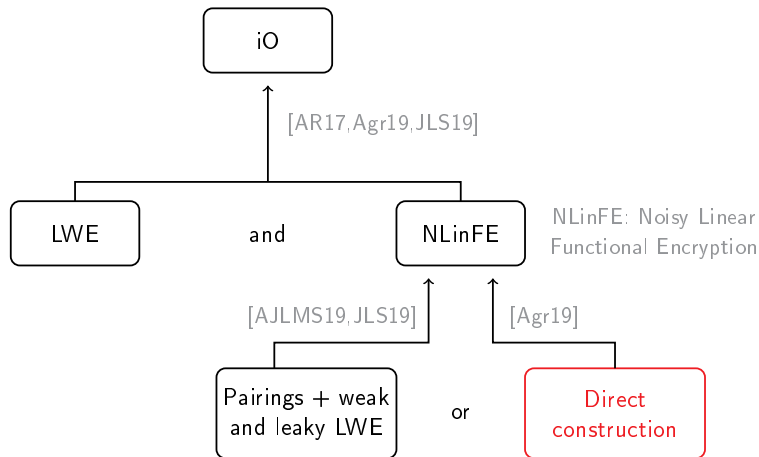 iO
[AR17,Agr19,JLS19]
LWE
and
NLinFE
NLinFE: Noisy Linear
Functional Encryption
[AJLMS19,JLS19]
[Agr19]
Pairings + weak
and leaky LWE
or
Direct
construction